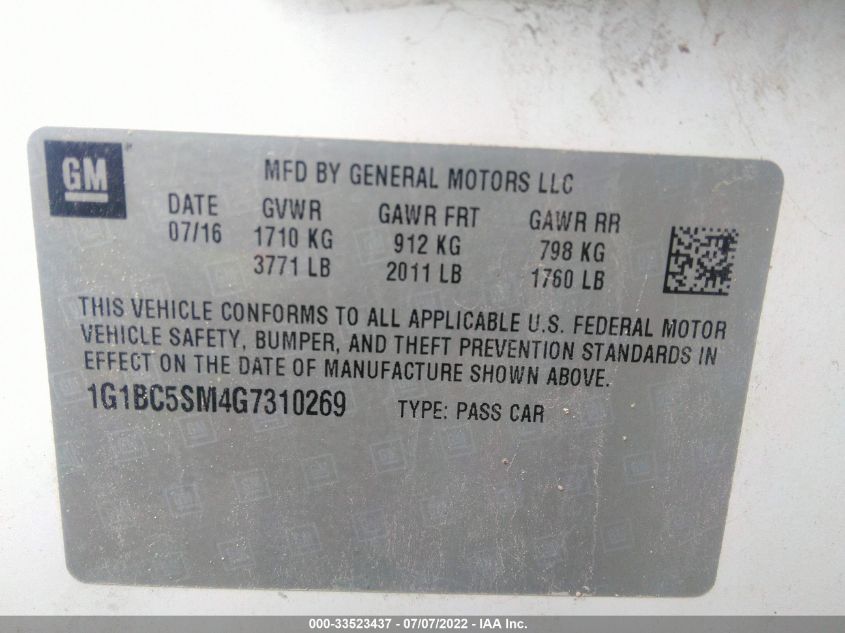 GM
MFD BY GENERAL MOTORS LLC
DATE GVWR GAWR FRT GAWR RR
07/16 1710 KG 912 KG 798 KG
3771 LB 2011 LB 1760 LB
THIS VEHICLE CONFORMS TO ALL APPLICABLE U.S. FEDERAL MOTOR
VEHICLE SAFETY, BUMPER, AND THEFT PREVENTION STANDARDS IN
EFFECT ON THE DATE OF MANUFACTURE SHOWN ABOVE.
1G1BC5SM4G7310269 TYPE: PASS CAR
000-33523437 - 07/07/2022 - IAA Inc.